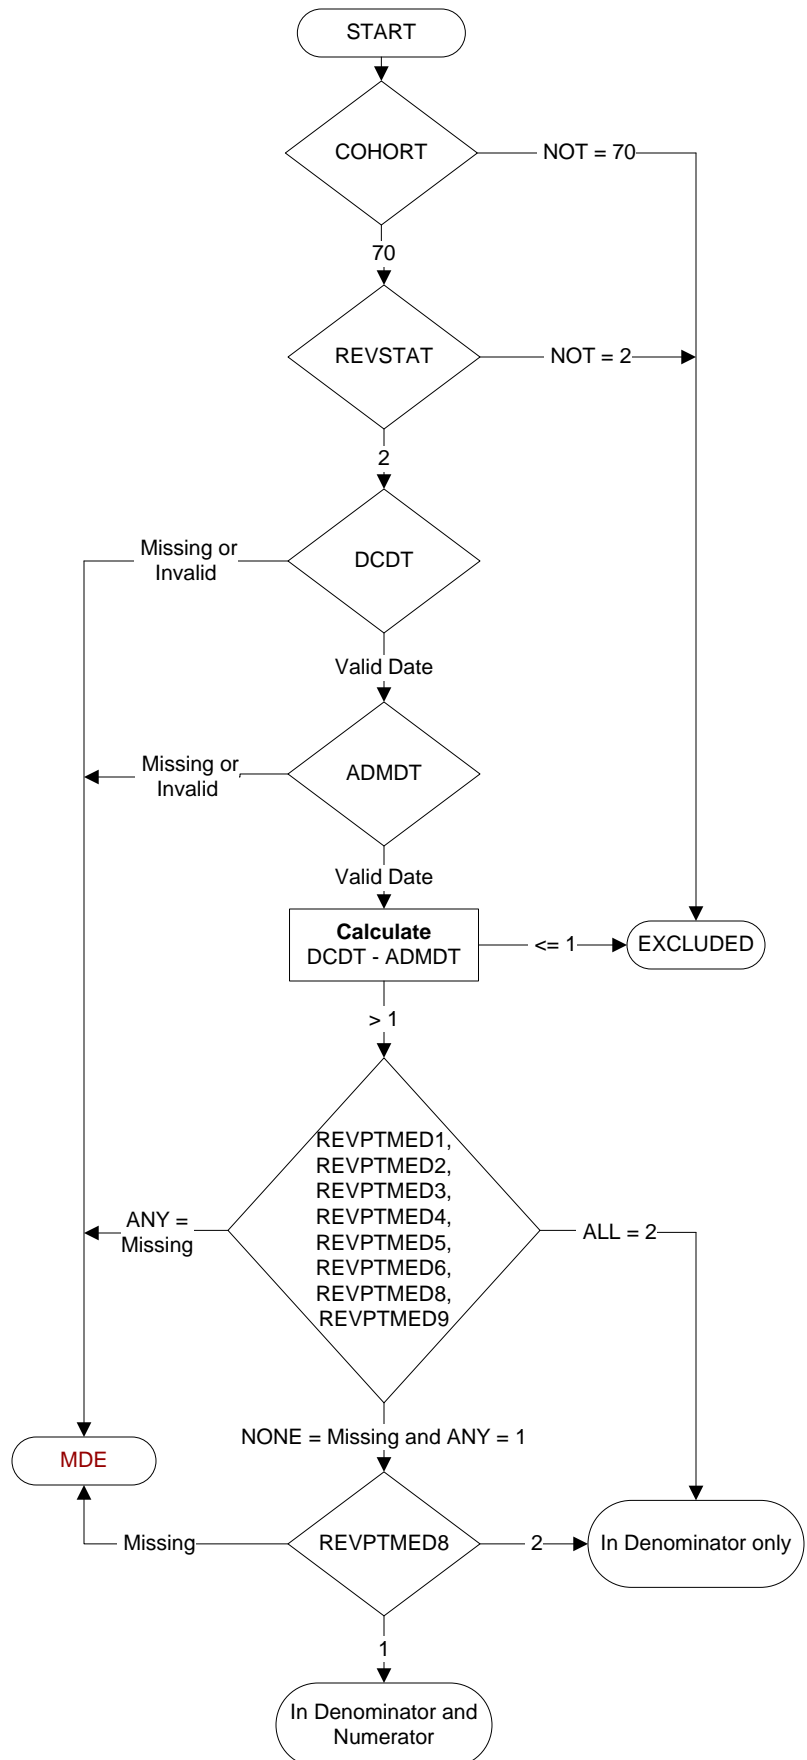 START
COHORT
NOT = 70
70
REVSTAT
NOT = 2
2
Missing or
Invalid
DCDT
Valid Date
Missing or
Invalid
ADMDT
Valid Date
Calculate
DCDT - ADMDT
<= 1
EXCLUDED
> 1
REVPTMED1,
REVPTMED2,
REVPTMED3,
REVPTMED4,
REVPTMED5,
REVPTMED6,
REVPTMED8,
REVPTMED9
ANY =
Missing
ALL = 2
NONE = Missing and ANY = 1
MDE
Missing
REVPTMED8
2
In Denominator only
1
In Denominator and
Numerator